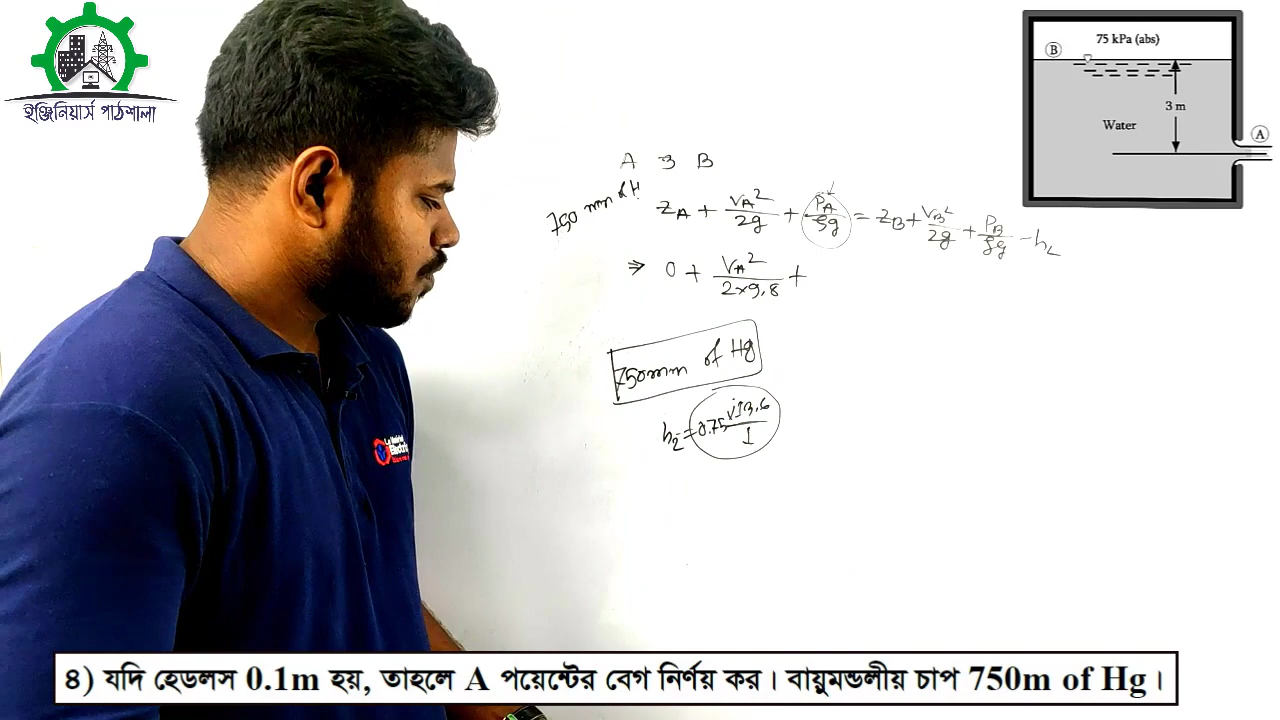 ইঞ্জিনিয়ার্স পাঠশালা
75 kPa (abs)
B
3 m
Water
A
A ও B
750 mm of H
Z_A + V_A²/2g + P_A/ρg = Z_B + V_B²/2g + P_B/ρg - h_L
⇒ 0 + V_A²/2×9.8 +
750mm of Hg
h₂ = 0.75×13.6/1
Electric
৪) যদি হেডলস 0.1m হয়, তাহলে A পয়েন্টের বেগ নির্ণয় কর। বায়ুমন্ডলীয় চাপ 750m of Hg।